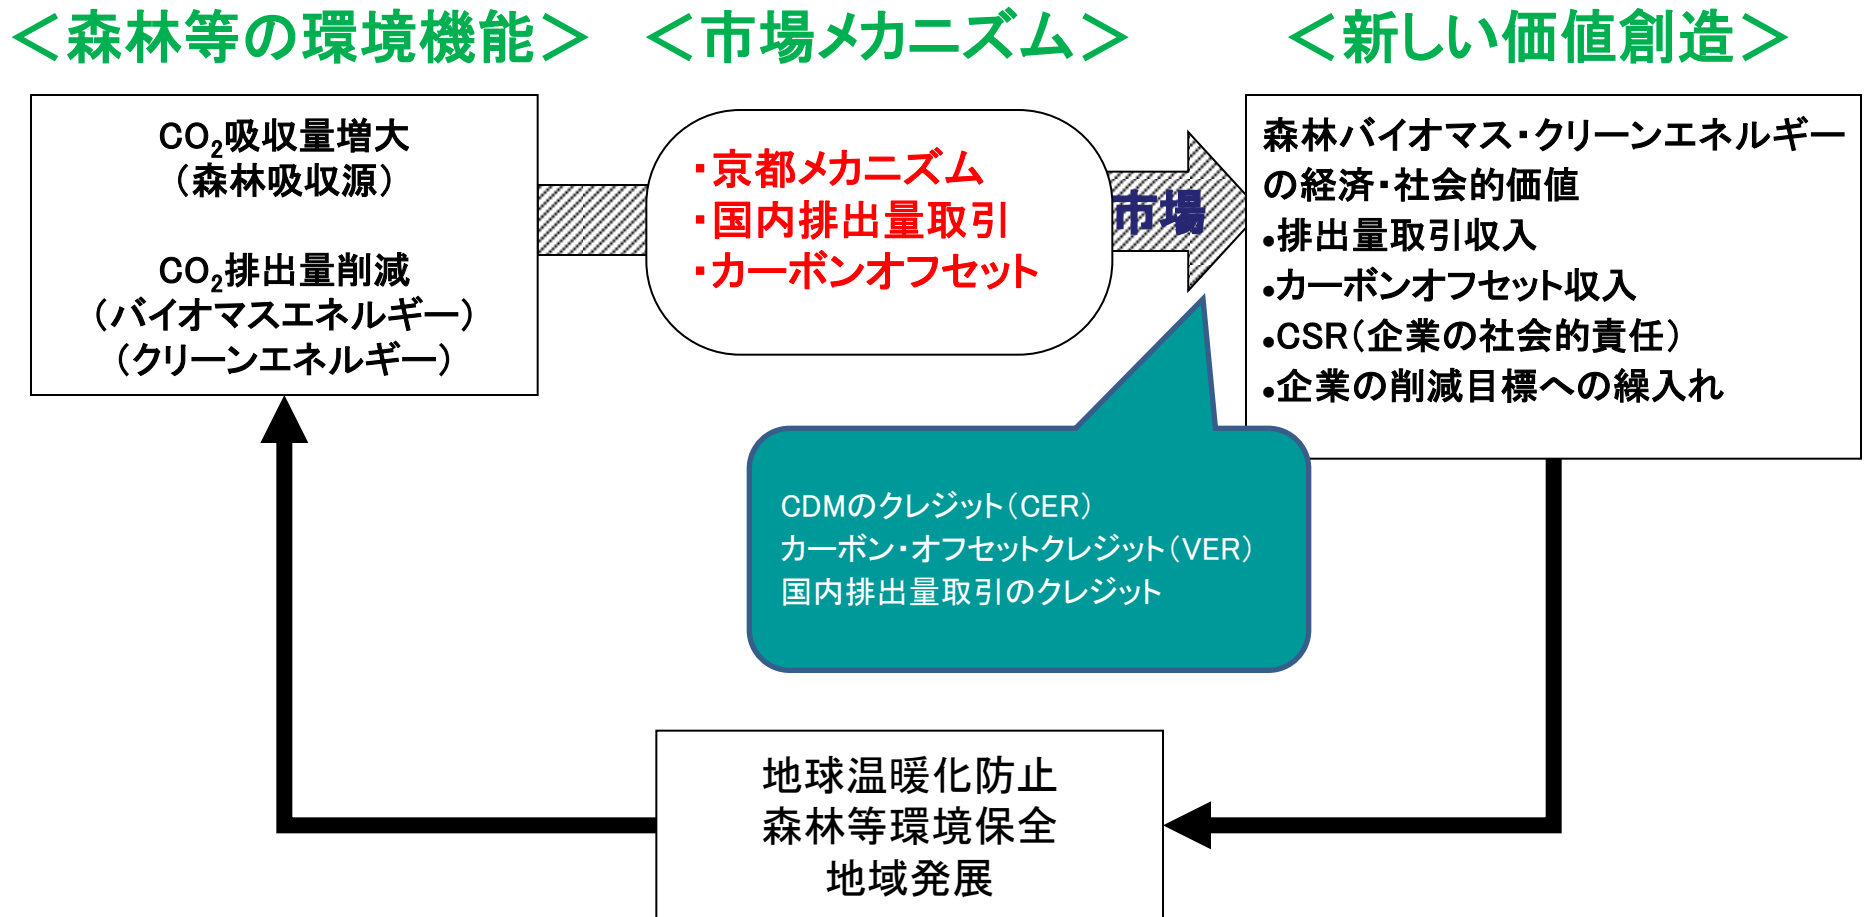 ＜森林等の環境機能＞
＜市場メカニズム＞
＜新しい価値創造＞
CO₂吸収量増大
（森林吸収源）
CO₂排出量削減
（バイオマスエネルギー）
（クリーンエネルギー）
・京都メカニズム
・国内排出量取引
・カーボンオフセット
市場
森林バイオマス・クリーンエネルギー
の経済・社会的価値
●排出量取引収入
●カーボンオフセット収入
●CSR（企業の社会的責任）
●企業の削減目標への繰入れ
CDMのクレジット（CER）
カーボン・オフセットクレジット（VER）
国内排出量取引のクレジット
地球温暖化防止
森林等環境保全
地域発展